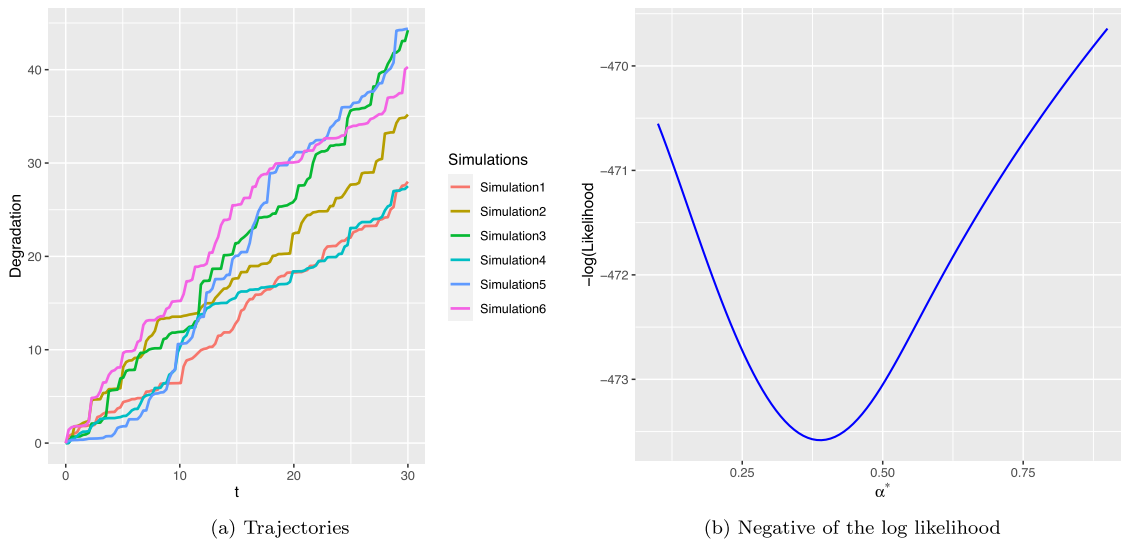 Degradation
40
30
20
10
0
0
10
20
30
t
Simulations
Simulation1
Simulation2
Simulation3
Simulation4
Simulation5
Simulation6
(a) Trajectories
−log(Likelihood)
−470
−471
−472
−473
0.25
0.50
0.75
α*
(b) Negative of the log likelihood